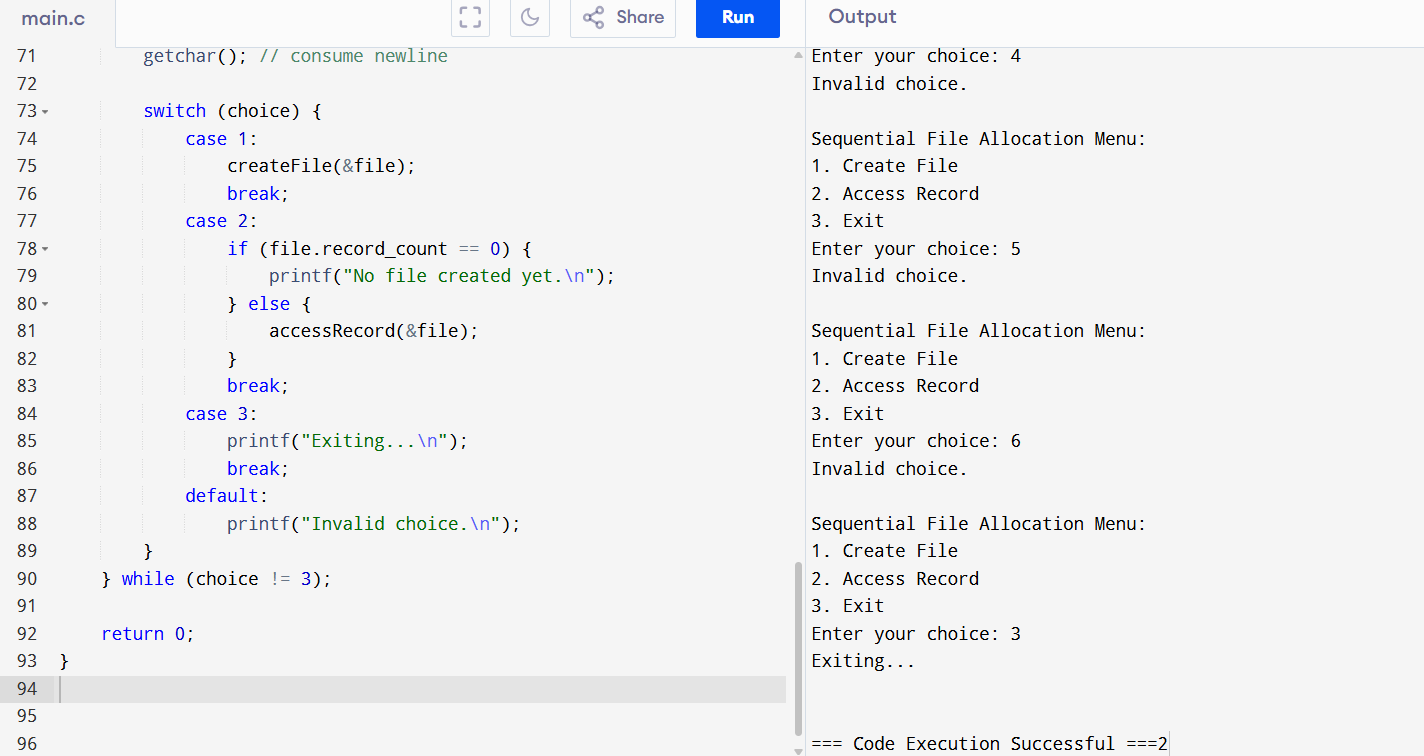 main.c
Share
Run
Output
71 getchar(); // consume newline
72
73 switch (choice) {
74 case 1:
75 createFile(&file);
76 break;
77 case 2:
78 if (file.record_count == 0) {
79 printf("No file created yet.\n");
80 } else {
81 accessRecord(&file);
82 }
83 break;
84 case 3:
85 printf("Exiting...\n");
86 break;
87 default:
88 printf("Invalid choice.\n");
89 }
90 } while (choice != 3);
91
92 return 0;
93 }
94
95
96
Enter your choice: 4
Invalid choice.
Sequential File Allocation Menu:
1. Create File
2. Access Record
3. Exit
Enter your choice: 5
Invalid choice.
Sequential File Allocation Menu:
1. Create File
2. Access Record
3. Exit
Enter your choice: 6
Invalid choice.
Sequential File Allocation Menu:
1. Create File
2. Access Record
3. Exit
Enter your choice: 3
Exiting...
=== Code Execution Successful ===2